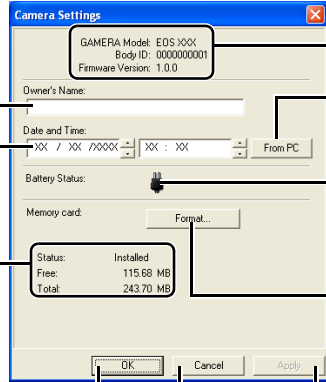 Camera Settings
GAMERA Model: EOS XXX
Body ID: 0000000001
Firmware Version: 1.0.0
Owner's Name:
Date and Time:
XX / XX /XXXX XX : XX From PC
Battery Status:
Memory card: Format...
Status: Installed
Free: 115.68 MB
Total: 243.70 MB
OK Cancel Apply